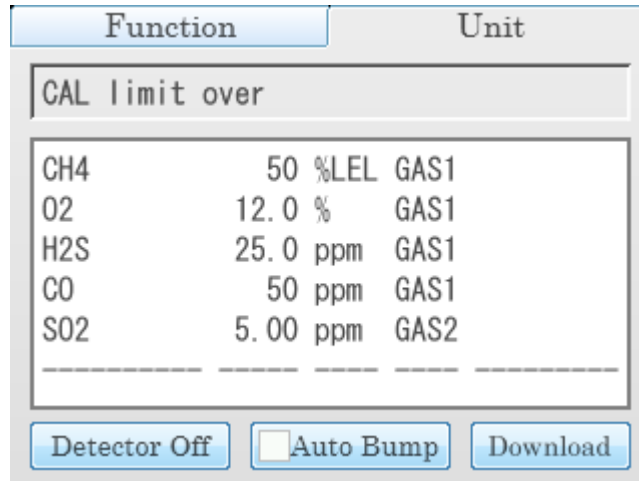 Function Unit
CAL limit over
CH4 50 %LEL GAS1
O2 12.0 % GAS1
H2S 25.0 ppm GAS1
CO 50 ppm GAS1
SO2 5.00 ppm GAS2
---------- ----- ---- ---- ---------
Detector Off Auto Bump Download